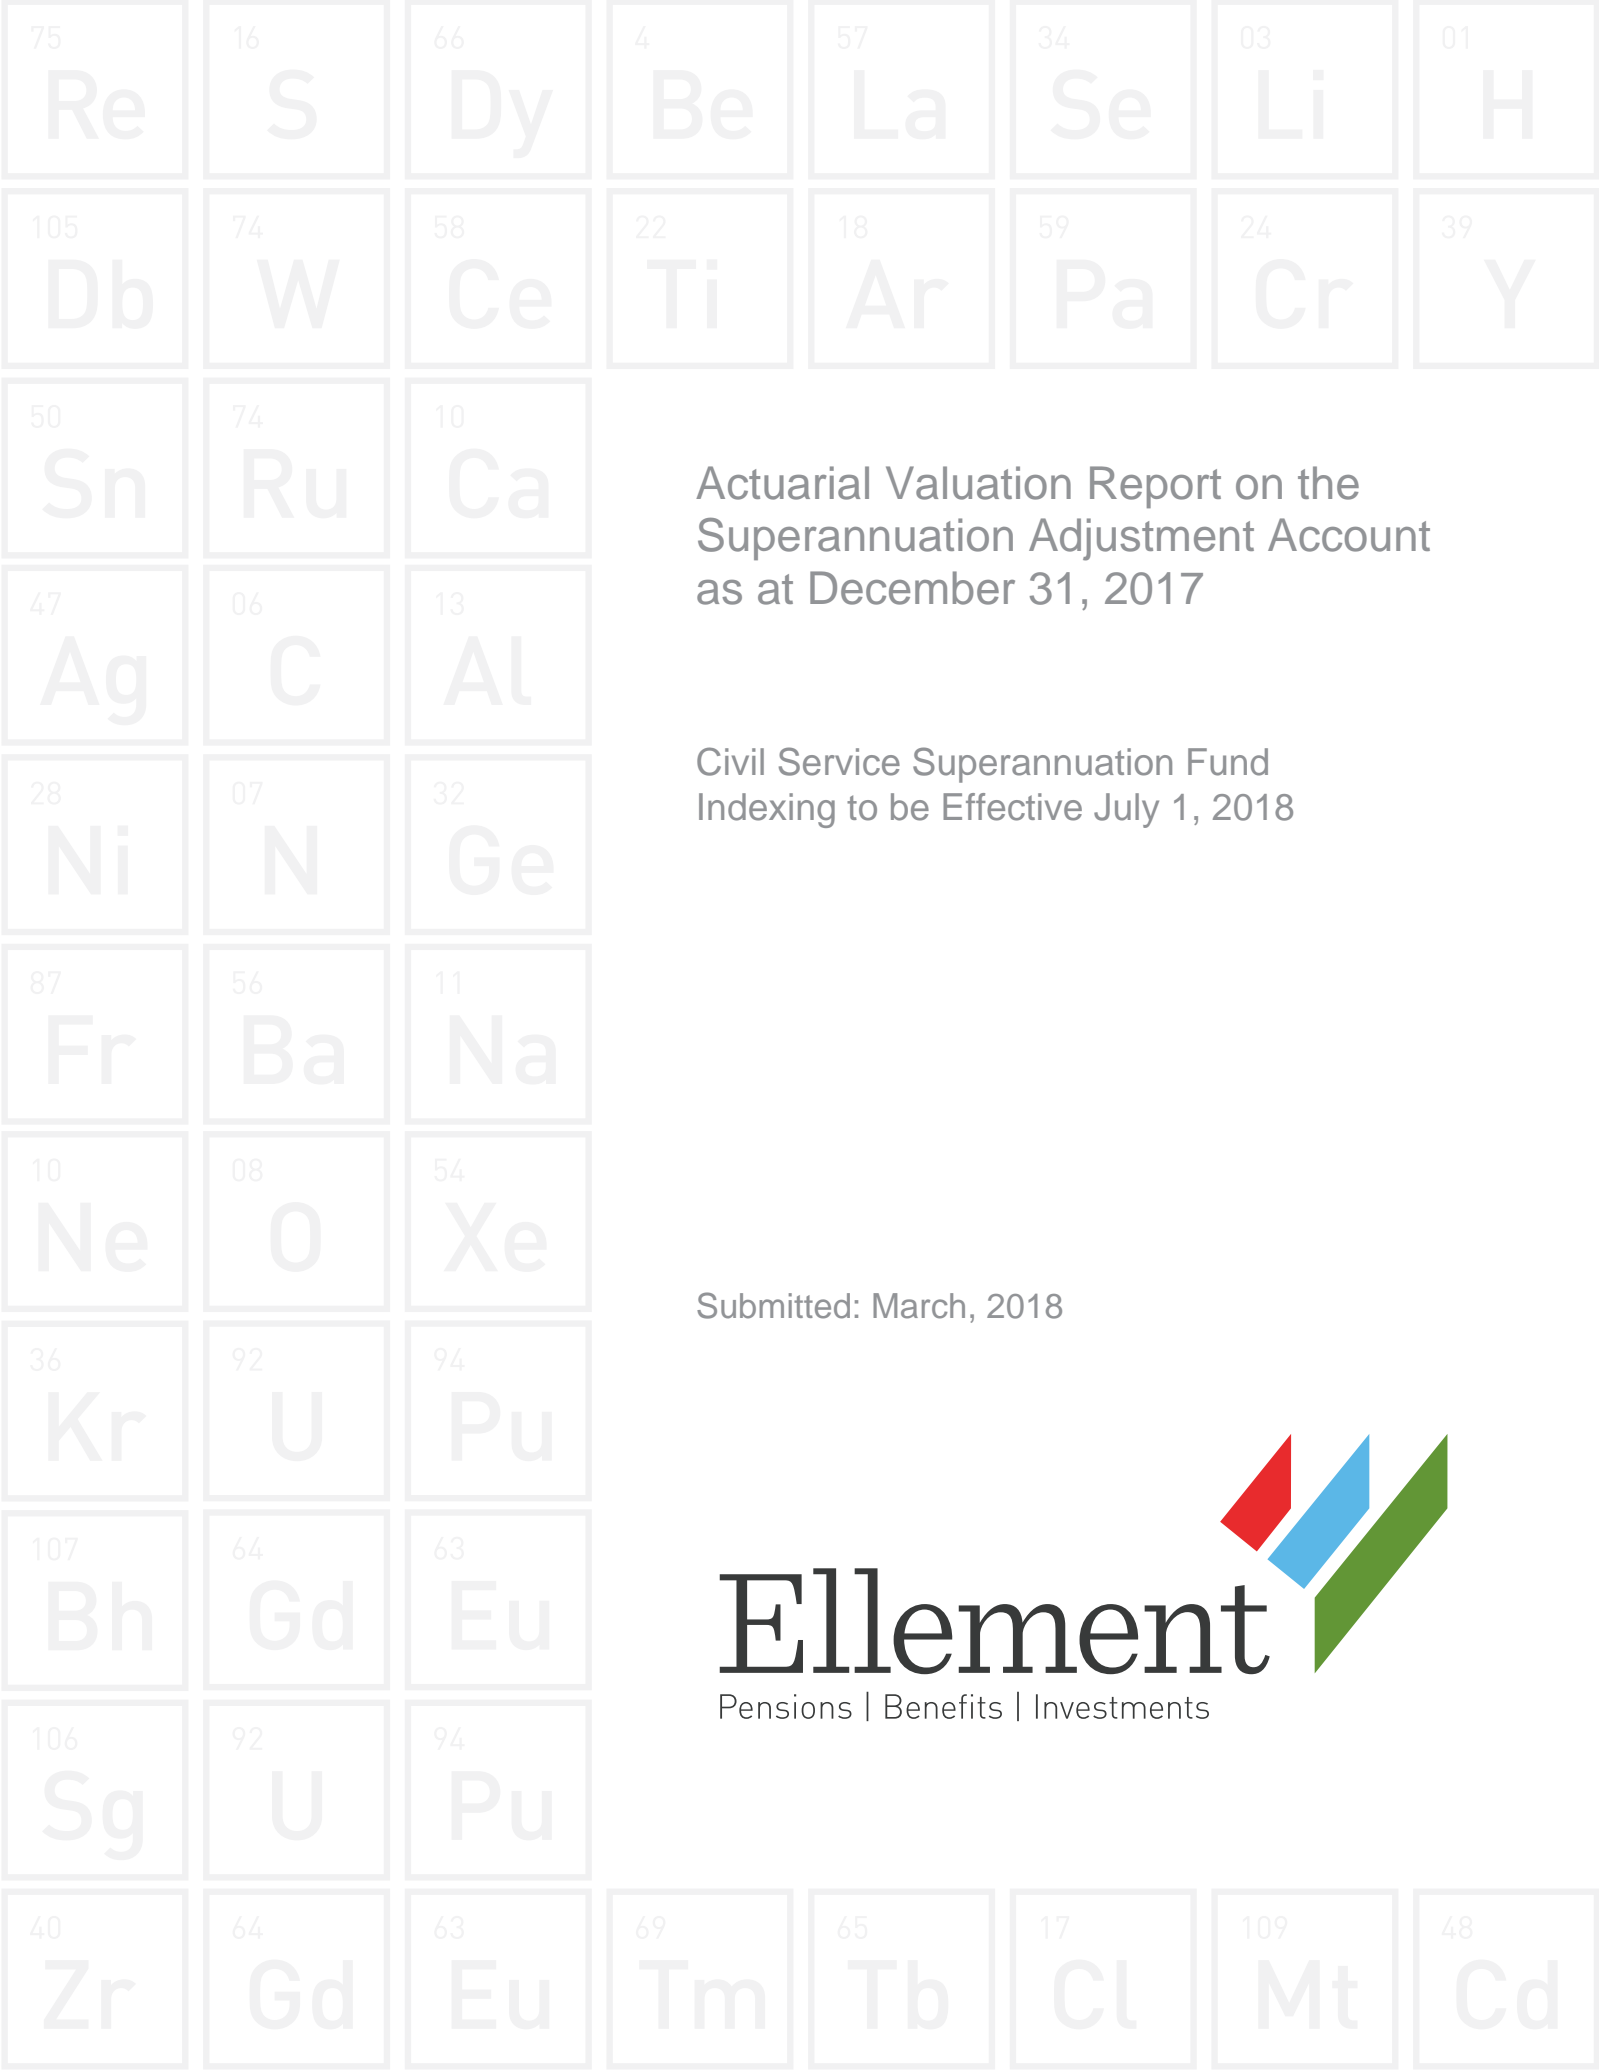 75 16 66 4 57 34 03 01
Re S Dy Be La Se Li H
105 74 58 22 18 59 24 39
Db W Ce Ti Ar Pa Cr Y
50 74 10
Sn Ru Ca
Actuarial Valuation Report on the
Superannuation Adjustment Account
as at December 31, 2017
47 06 13
Ag C Al
Civil Service Superannuation Fund
Indexing to be Effective July 1, 2018
28 07 32
Ni N Ge
87 56 11
Fr Ba Na
10 08 54
Ne O Xe
Submitted: March, 2018
36 92 94
Kr U Pu
107 64 63
Bh Gd Eu
Ellement
Pensions | Benefits | Investments
106 92 94
Sg U Pu
40 64 63 69 65 17 109 48
Zr Gd Eu Tm Tb Cl Mt Cd